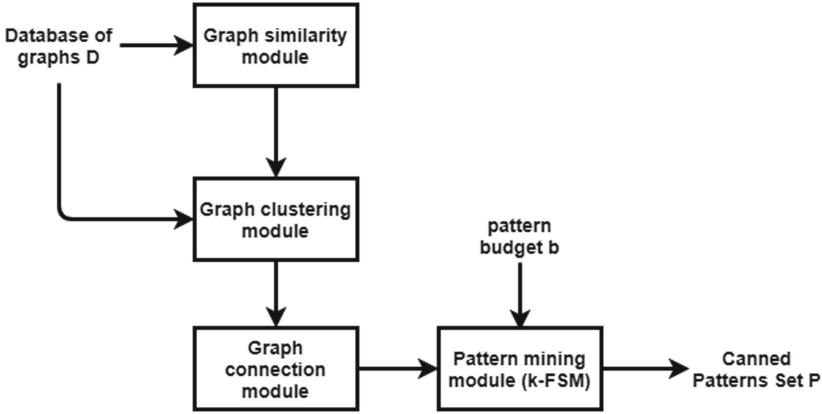 Database of
graphs D
Graph similarity
module
Graph clustering
module
pattern
budget b
Graph
connection
module
Pattern mining
module (k-FSM)
Canned
Patterns Set P